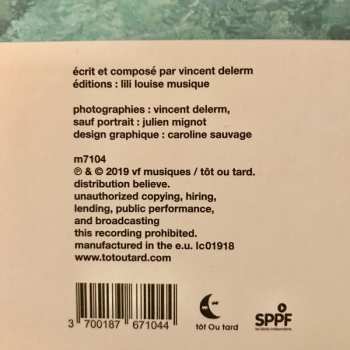 écrit et composé par vincent delerm
éditions : lili louise musique
photographies : vincent delerm,
sauf portrait : julien mignot
design graphique : caroline sauvage
m7104
℗ & © 2019 vf musiques / tôt ou tard.
distribution believe.
unauthorized copying, hiring,
lending, public performance,
and broadcasting
this recording prohibited.
manufactured in the e.u. lc01918
www.totoutard.com
3 700187 671044
tôt Ou tard
SPPF